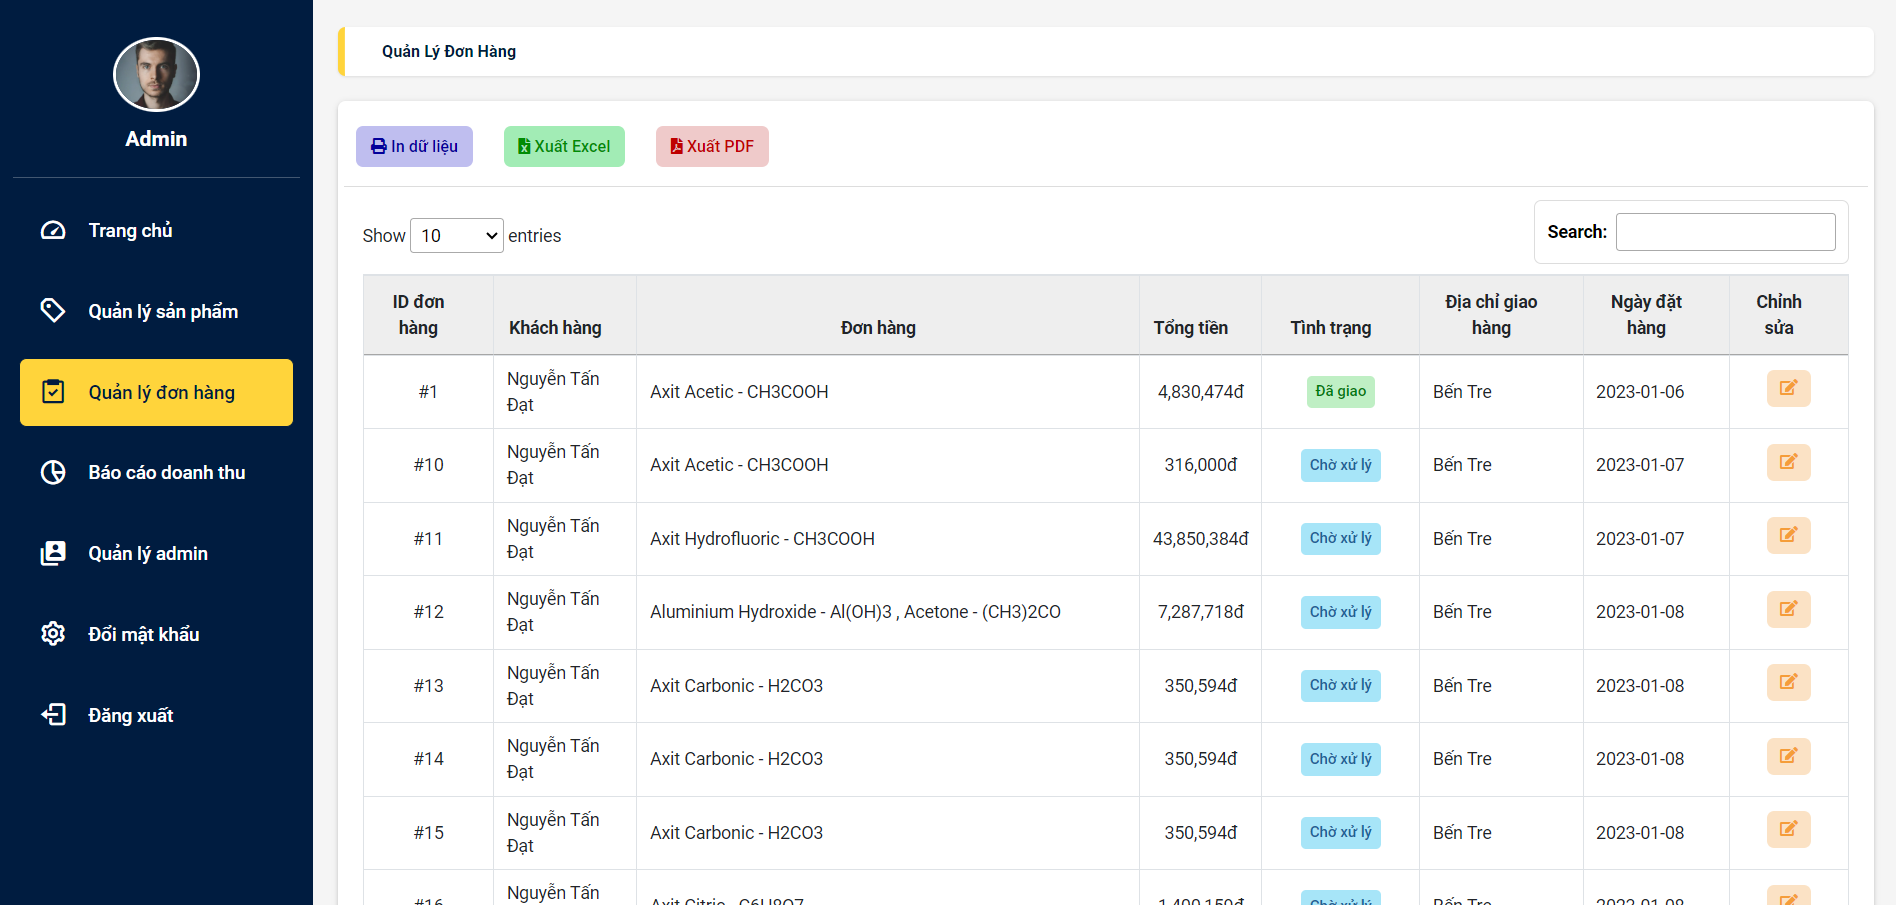 Admin
Trang chủ
Quản lý sản phẩm
Quản lý đơn hàng
Báo cáo doanh thu
Quản lý admin
Đổi mật khẩu
Đăng xuất
Quản Lý Đơn Hàng
In dữ liệu
Xuất Excel
Xuất PDF
Show 10 entries
Search:
ID đơn hàng Khách hàng Đơn hàng Tổng tiền Tình trạng Địa chỉ giao hàng Ngày đặt hàng Chỉnh sửa
#1 Nguyễn Tấn Đạt Axit Acetic - CH3COOH 4,830,474đ Đã giao Bến Tre 2023-01-06
#10 Nguyễn Tấn Đạt Axit Acetic - CH3COOH 316,000đ Chờ xử lý Bến Tre 2023-01-07
#11 Nguyễn Tấn Đạt Axit Hydrofluoric - CH3COOH 43,850,384đ Chờ xử lý Bến Tre 2023-01-07
#12 Nguyễn Tấn Đạt Aluminium Hydroxide - Al(OH)3 , Acetone - (CH3)2CO 7,287,718đ Chờ xử lý Bến Tre 2023-01-08
#13 Nguyễn Tấn Đạt Axit Carbonic - H2CO3 350,594đ Chờ xử lý Bến Tre 2023-01-08
#14 Nguyễn Tấn Đạt Axit Carbonic - H2CO3 350,594đ Chờ xử lý Bến Tre 2023-01-08
#15 Nguyễn Tấn Đạt Axit Carbonic - H2CO3 350,594đ Chờ xử lý Bến Tre 2023-01-08
#16 Nguyễn Tấn Axit Citric - C6H8O7 Chờ xử lý Bến Tre 2023-01-08